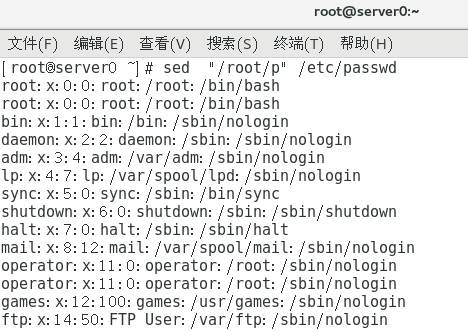 root@server0:~
文件(F) 编辑(E) 查看(V) 搜索(S) 终端(T) 帮助(H)
[root@server0 ~]# sed  "/root/p" /etc/passwd
root:x:0:0:root:/root:/bin/bash
root:x:0:0:root:/root:/bin/bash
bin:x:1:1:bin:/bin:/sbin/nologin
daemon:x:2:2:daemon:/sbin:/sbin/nologin
adm:x:3:4:adm:/var/adm:/sbin/nologin
lp:x:4:7:lp:/var/spool/lpd:/sbin/nologin
sync:x:5:0:sync:/sbin:/bin/sync
shutdown:x:6:0:shutdown:/sbin:/sbin/shutdown
halt:x:7:0:halt:/sbin:/sbin/halt
mail:x:8:12:mail:/var/spool/mail:/sbin/nologin
operator:x:11:0:operator:/root:/sbin/nologin
operator:x:11:0:operator:/root:/sbin/nologin
games:x:12:100:games:/usr/games:/sbin/nologin
ftp:x:14:50:FTP User:/var/ftp:/sbin/nologin